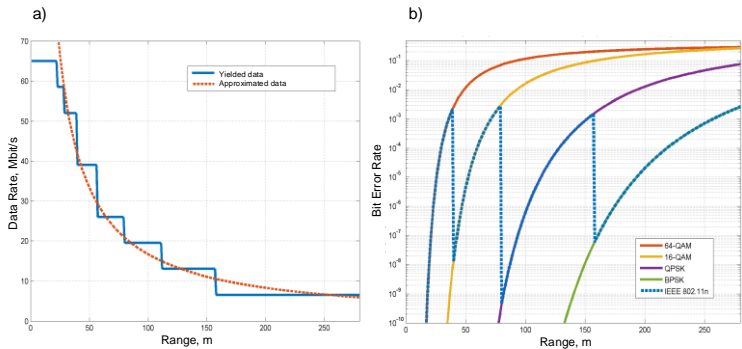 a)
70
60
50
40
30
20
10
0
Data Rate, Mbit/s
Yielded data
Approximated data
0 50 100 150 200 250
Range, m
b)
10-1
10-2
10-3
10-4
10-5
10-6
10-7
10-8
10-9
10-10
Bit Error Rate
64-QAM
16-QAM
QPSK
BPSK
IEEE 802.11n
0 50 100 150 200 250
Range, m